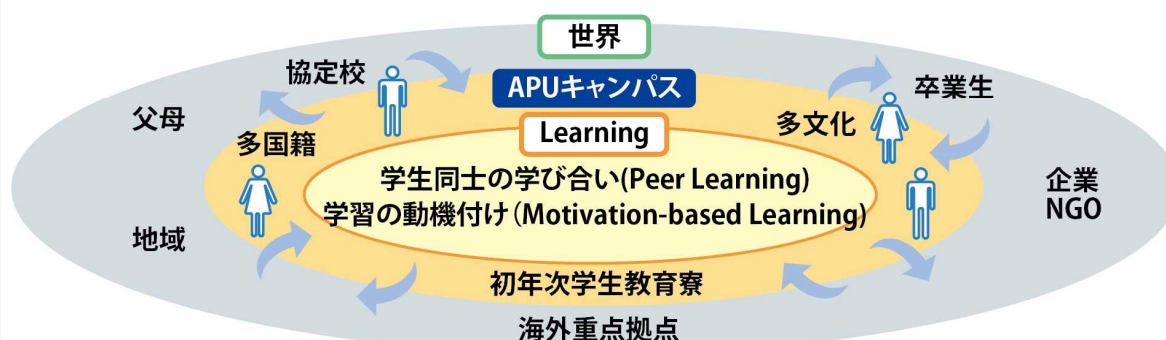 世界
協定校
APUキャンパス
卒業生
父母
多国籍
Learning
多文化
学生同士の学び合い(Peer Learning)
学習の動機付け(Motivation-based Learning)
企業
NGO
地域
初年次学生教育寮
海外重点拠点